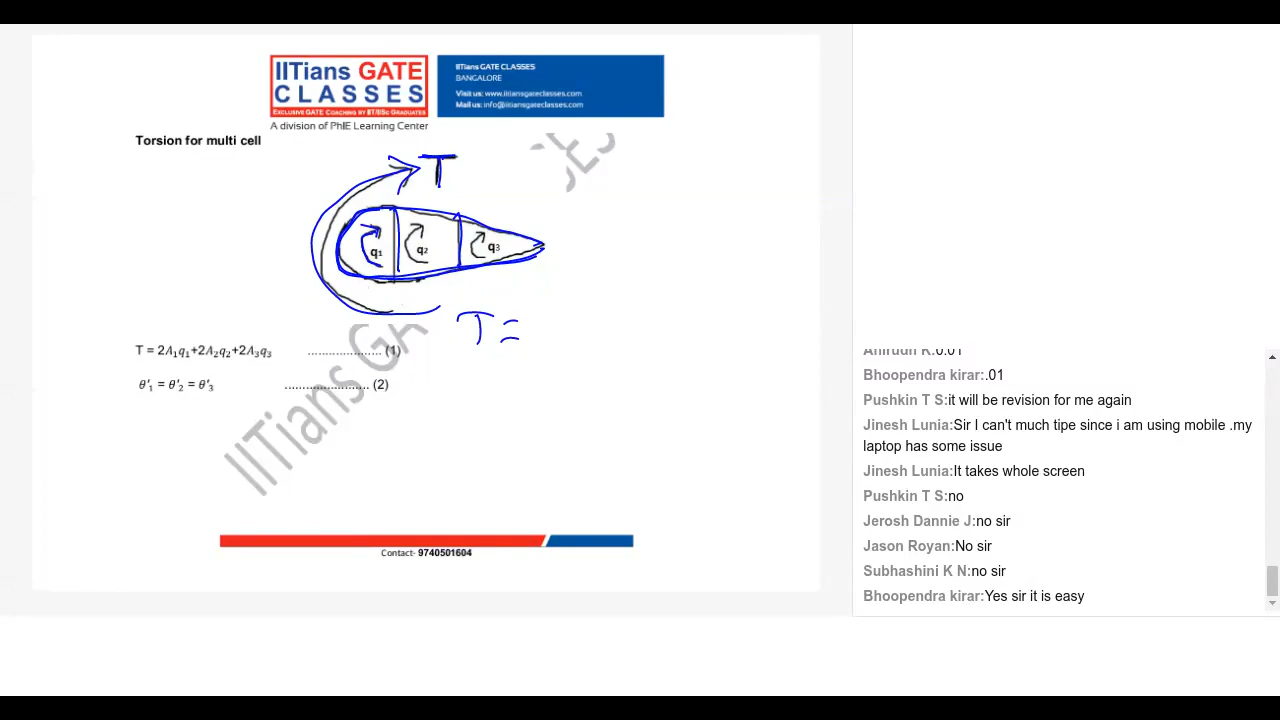 IITians GATE
CLASSES
EXCLUSIVE GATE COACHING BY IIT/IISc GRADUATES
A division of PhIE Learning Center
IITians GATE CLASSES
BANGALORE
Visit us: www.iitiansgateclasses.com
Mail us: info@iitiansgateclasses.com
Torsion for multi cell
T
q1
q2
q3
T =
T = 2A₁q₁+2A₂q₂+2A₃q₃ ..................... (1)
θ′₁ = θ′₂ = θ′₃ ........................ (2)
IITians GA
ES
Contact- 9740501604
Anirudh K:0.01
Bhoopendra kirar:.01
Pushkin T S:it will be revision for me again
Jinesh Lunia:Sir I can't much tipe since i am using mobile .my
laptop has some issue
Jinesh Lunia:It takes whole screen
Pushkin T S:no
Jerosh Dannie J:no sir
Jason Royan:No sir
Subhashini K N:no sir
Bhoopendra kirar:Yes sir it is easy